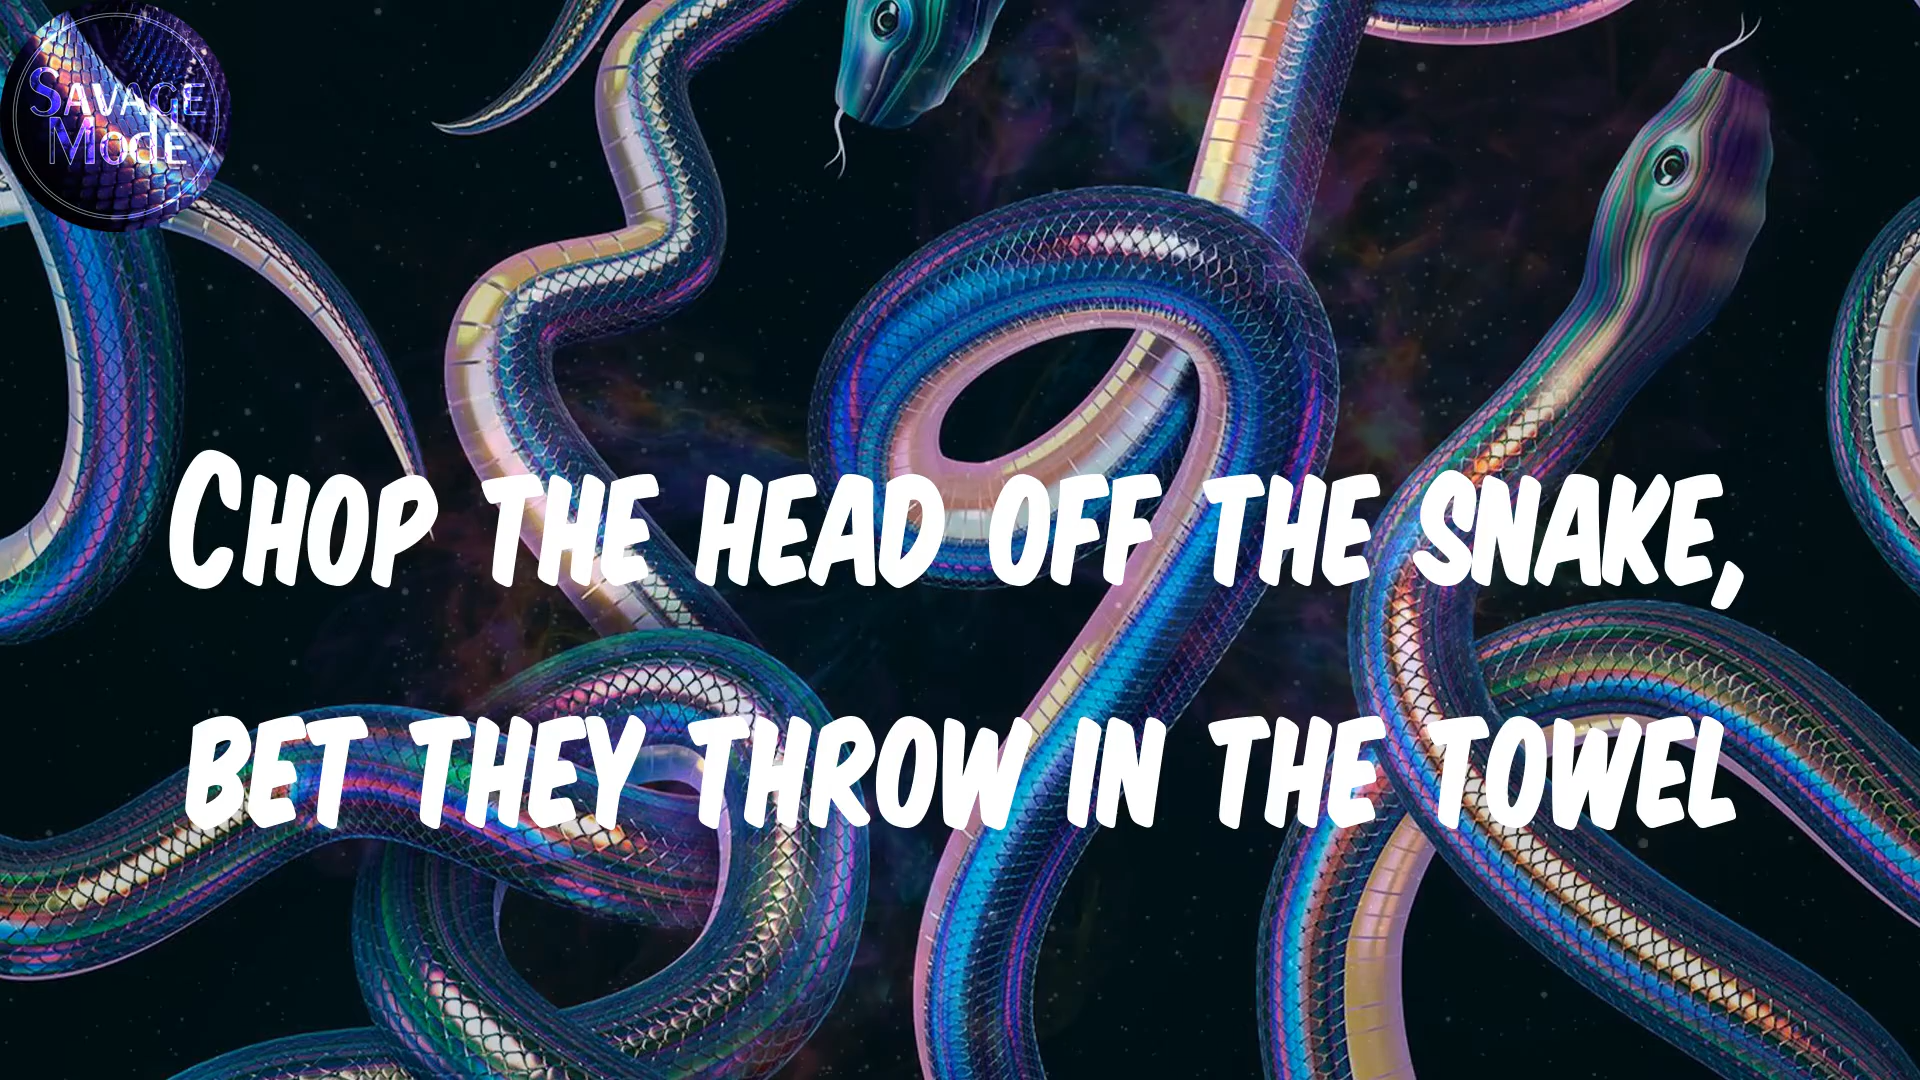 Savage
Mode
Chop the head off the snake,
bet they throw in the towel